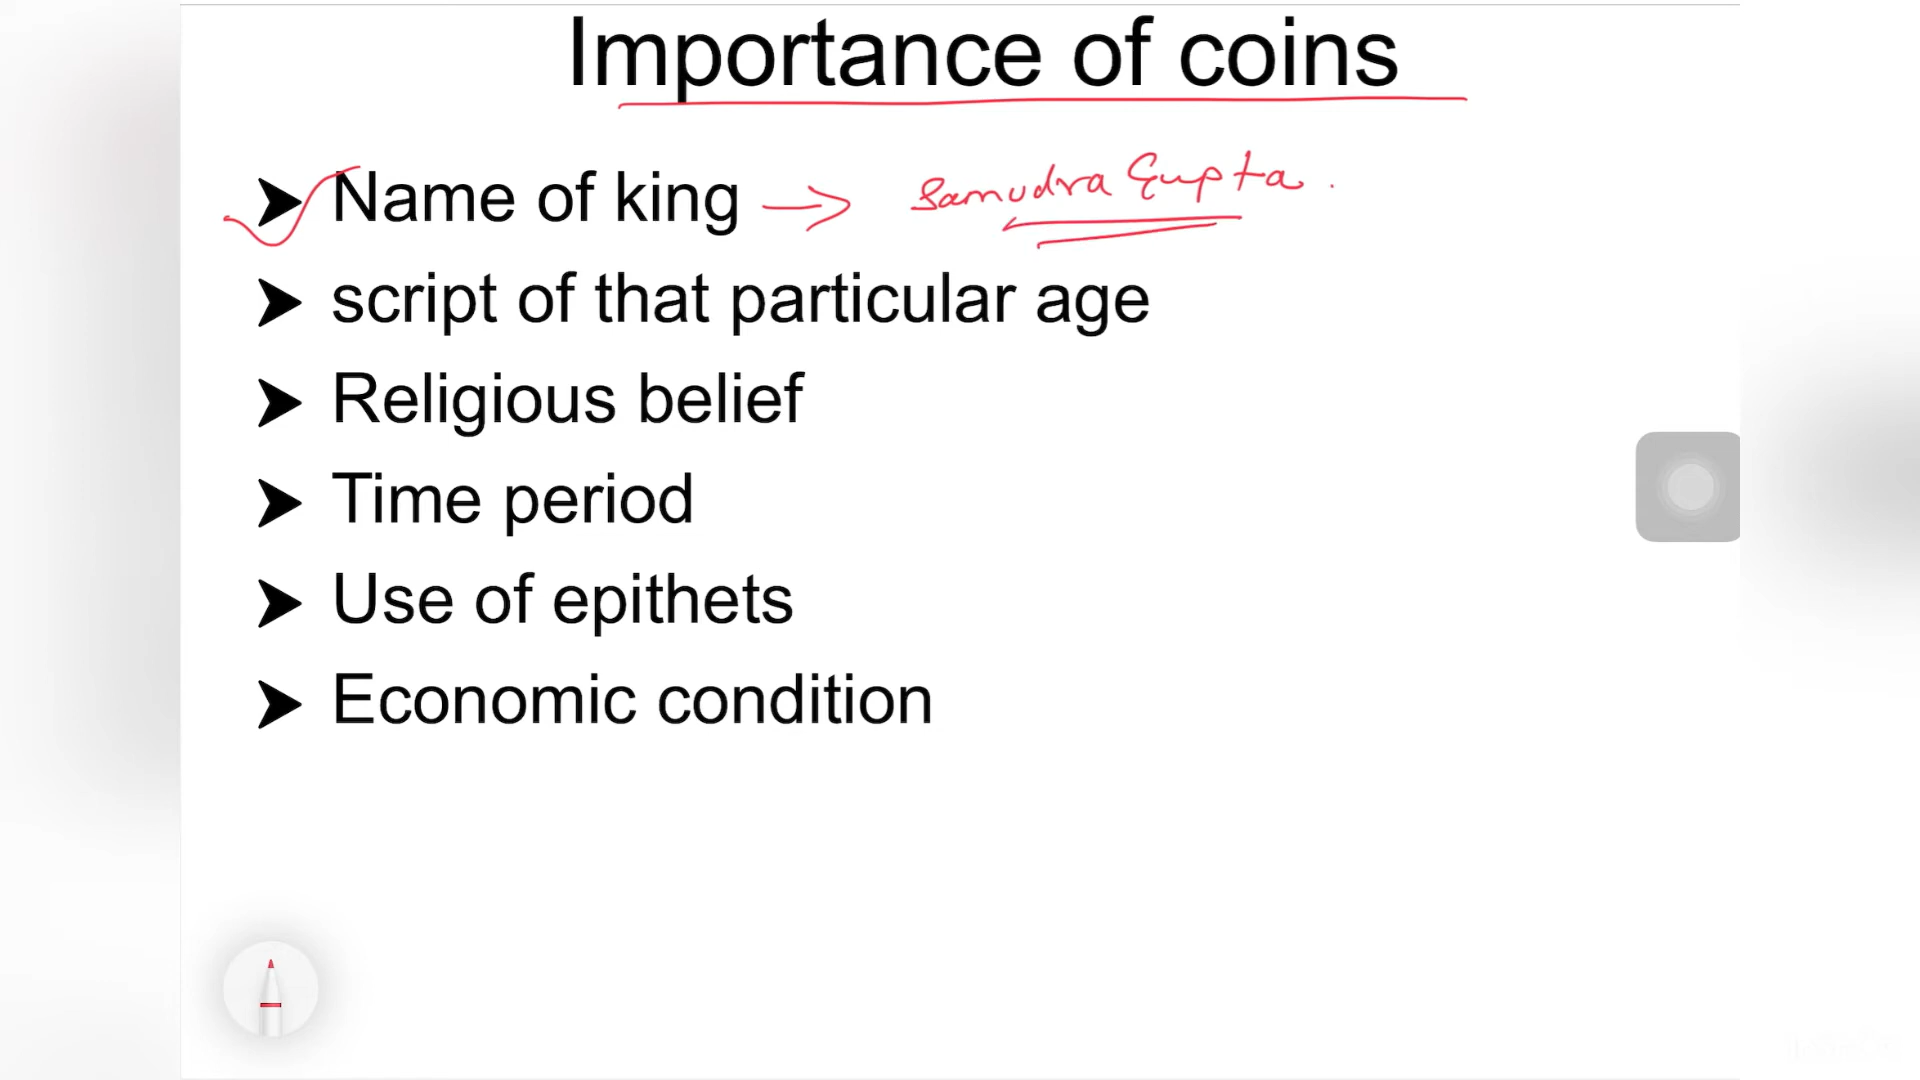 Importance of coins
➤ Name of king → Samudra Gupta.
➤ script of that particular age
➤ Religious belief
➤ Time period
➤ Use of epithets
➤ Economic condition